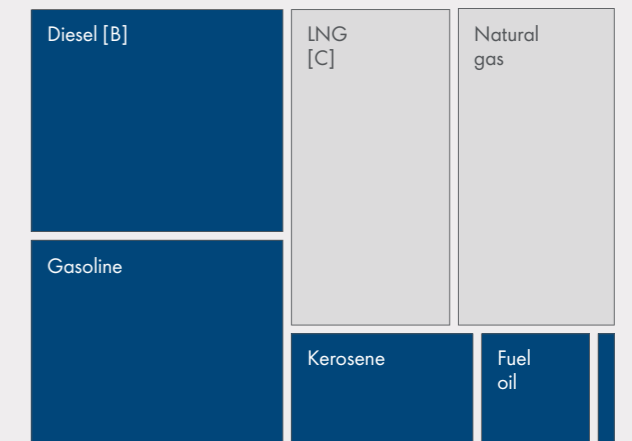 Diesel [B]
LNG
[C]
Natural
gas
Gasoline
Kerosene
Fuel
oil